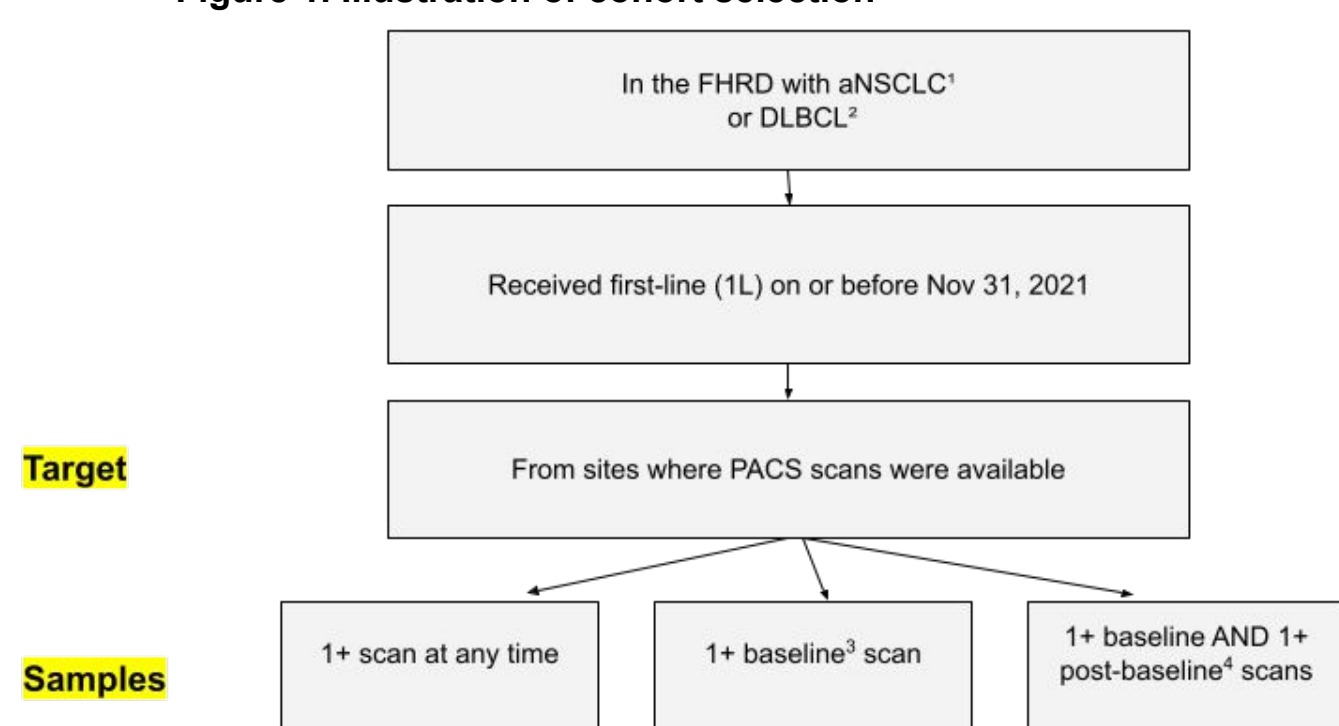 Figure 1. Illustration of cohort selection
In the FHRD with aNSCLC¹
or DLBCL²
Received first-line (1L) on or before Nov 31, 2021
Target
From sites where PACS scans were available
Samples
1+ scan at any time
1+ baseline³ scan
1+ baseline AND 1+
post-baseline⁴ scans